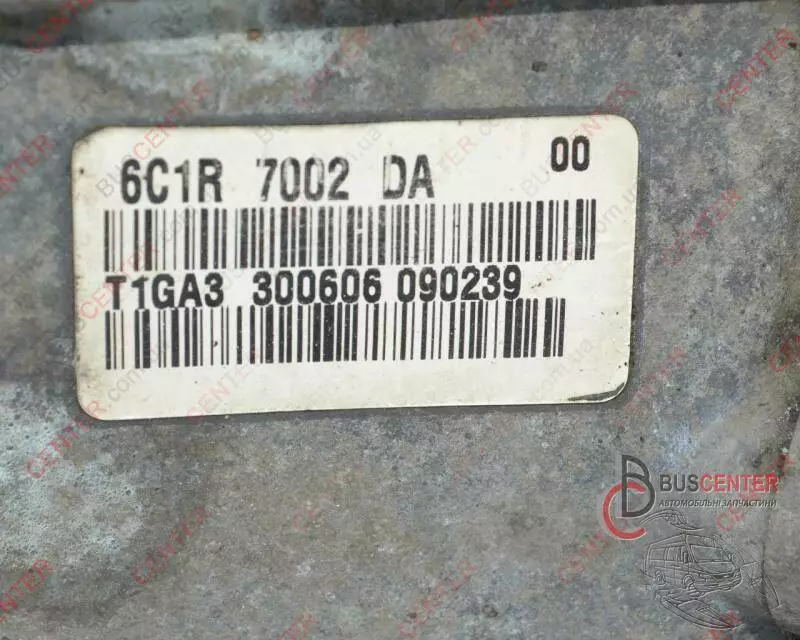 6C1R 7002 DA 00
T1GA3 300606 090239
BUSCENTER
АВТОМОБІЛЬНІ ЗАПЧАСТИНИ